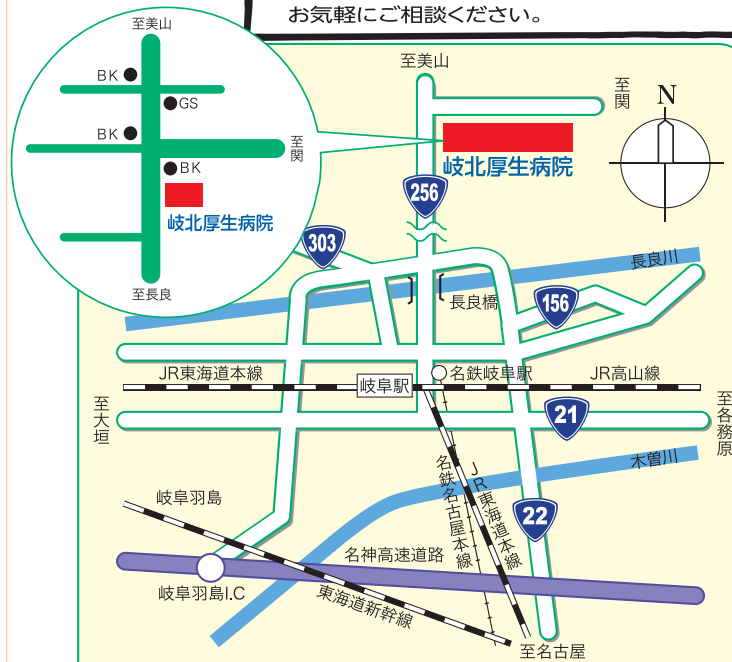 お気軽にご相談ください。
至美山
BK
GS
BK
至関
BK
岐北厚生病院
至長良
至美山
至関
N
岐北厚生病院
256
303
長良川
長良橋
156
JR東海道本線
岐阜駅
名鉄岐阜駅
JR高山線
至大垣
21
至各務原
名鉄名古屋本線
JR東海道本線
木曽川
岐阜羽島
22
名神高速道路
岐阜羽島I.C
東海道新幹線
至名古屋